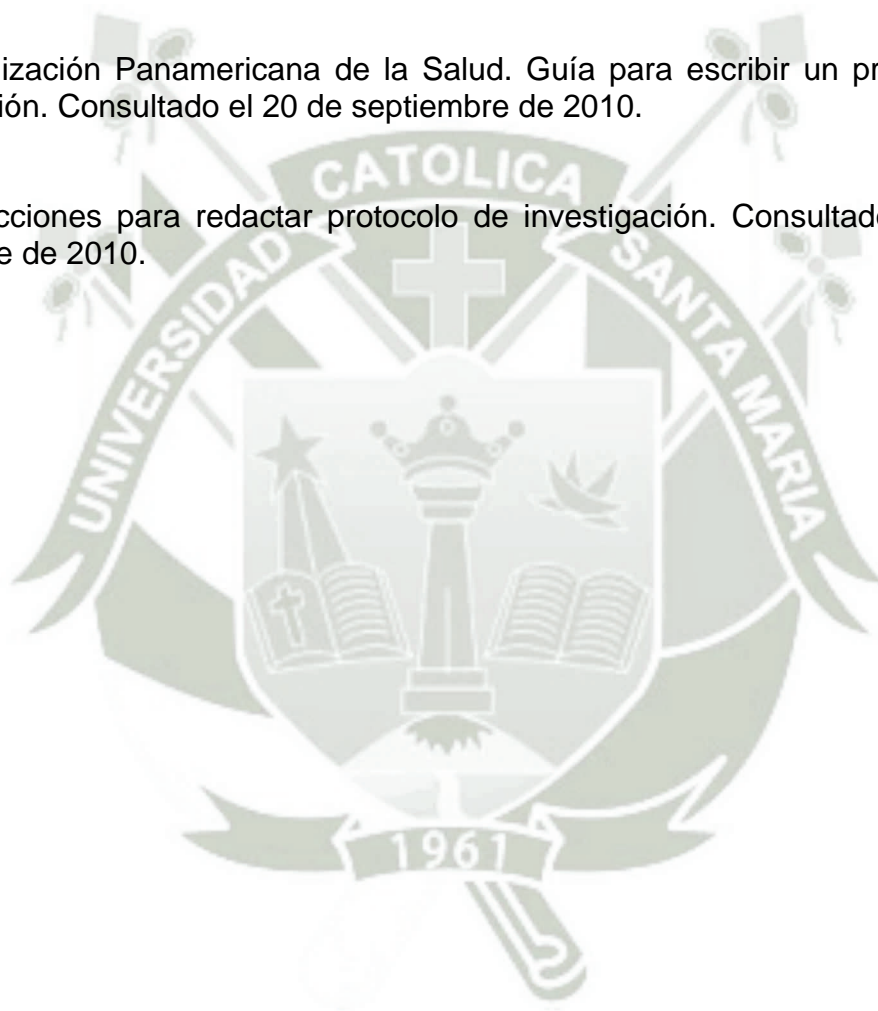 ización Panamericana de la Salud. Guía para escribir un pr
ión. Consultado el 20 de septiembre de 2010.
cciones para redactar protocolo de investigación. Consultado
e de 2010.
UNIVERSIDAD CATOLICA SANTA MARIA
1961